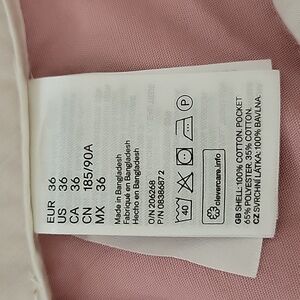 EUR 36
US 36
CA 36
CN 185/90A
MX 36
Made in Bangladesh
Fabriqué en Bangladesh
Hecho en Bangladesh
O/N 206268
P/N 08386872
40
P
clevercare.info
GB SHELL: 100% COTTON. POCKET
65% POLYESTER. 35% COTTON.
CZ SVRCHNÍ LÁTKA: 100% BAVLNA.